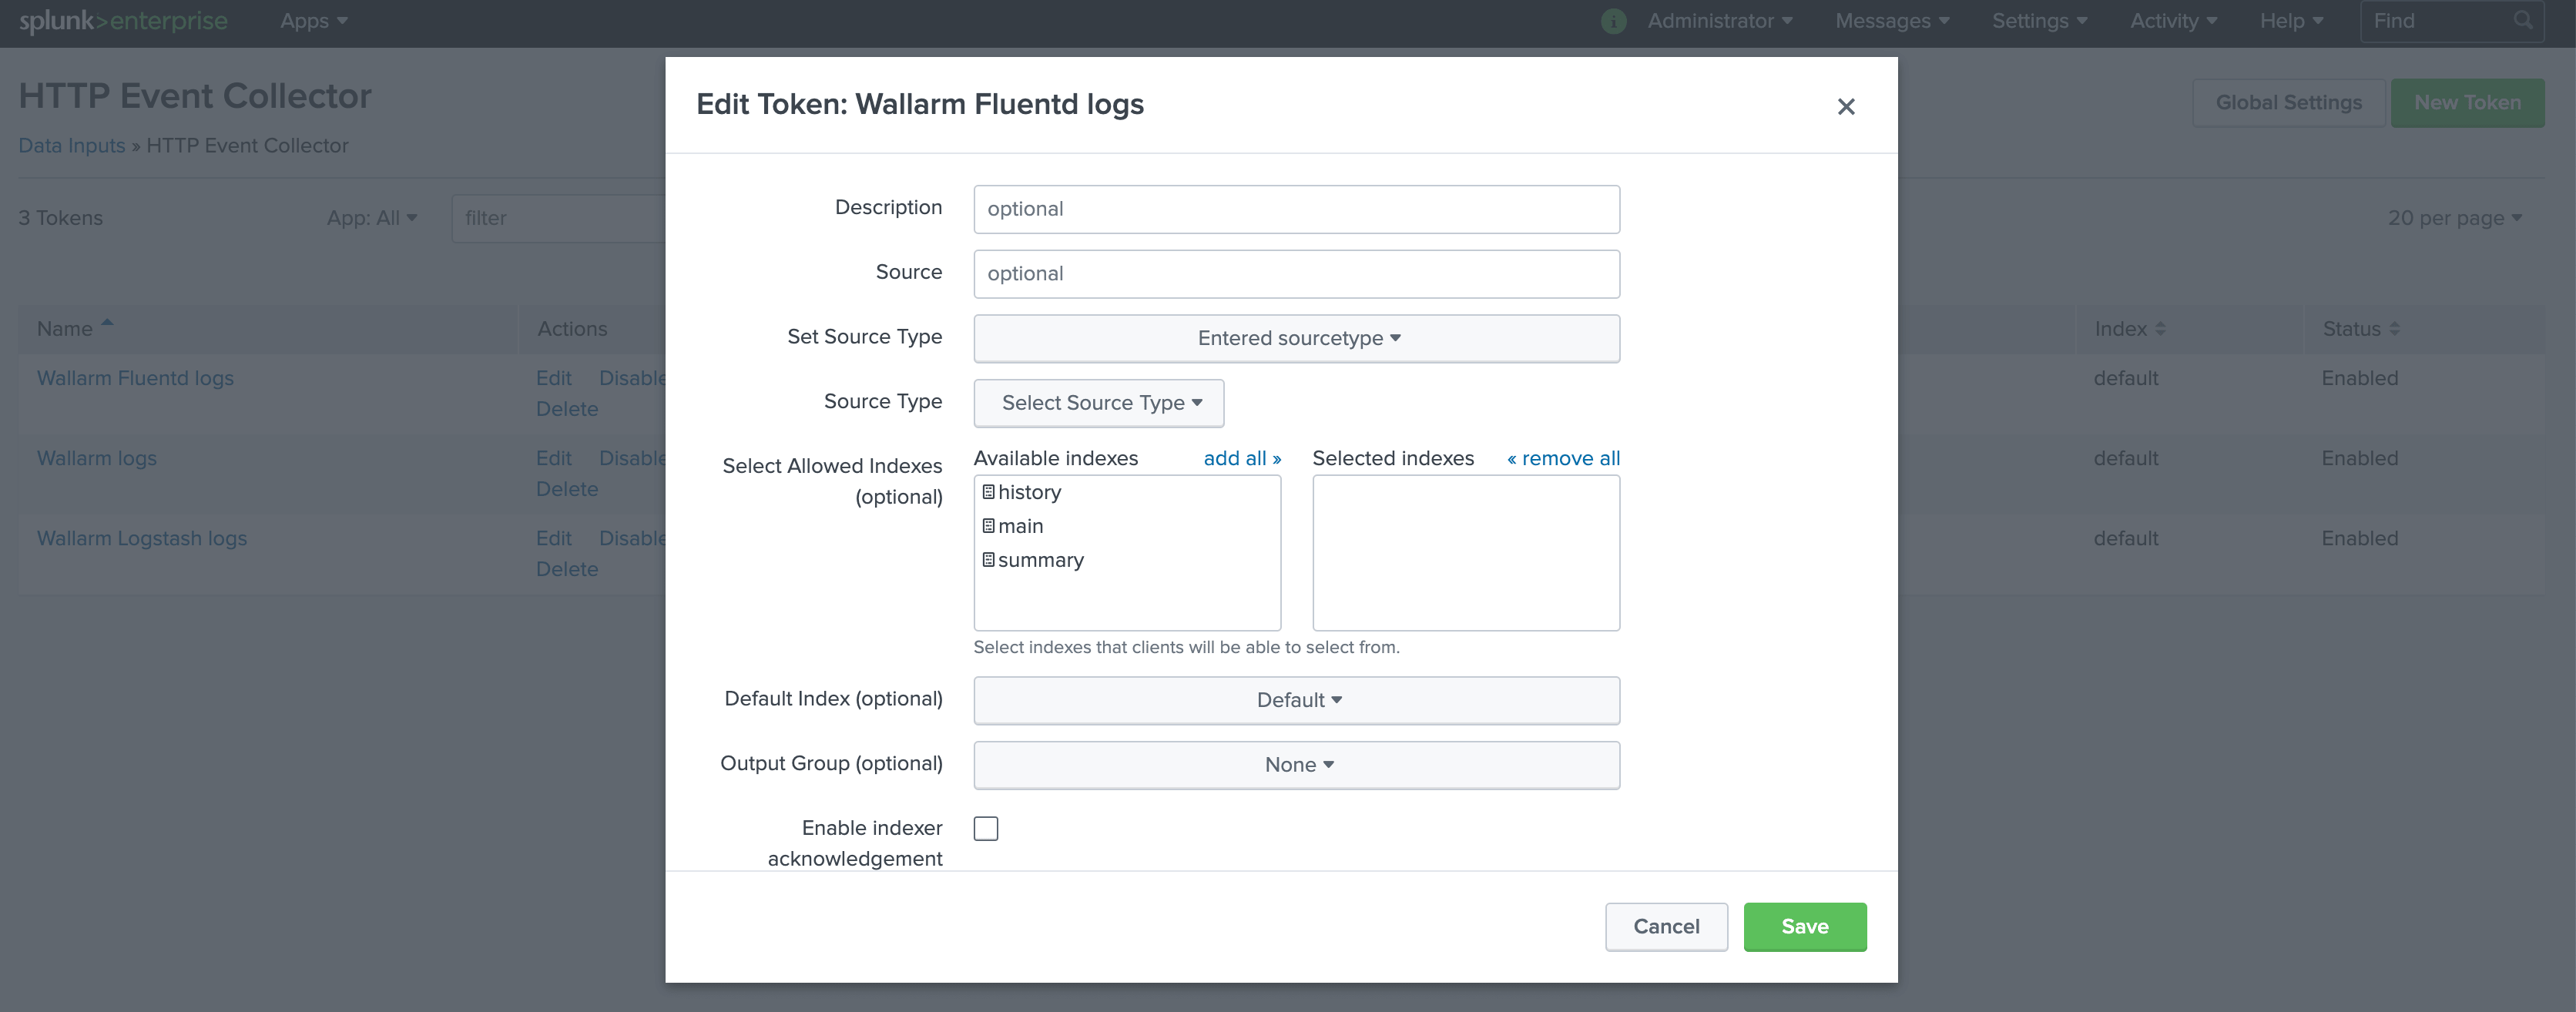 splunk>enterprise Apps Administrator Messages Settings Activity Help Find
HTTP Event Collector
Global Settings New Token
Data Inputs » HTTP Event Collector
3 Tokens App: All filter 20 per page
Name Actions Index Status
Wallarm Fluentd logs Edit Disable default Enabled
Delete
Wallarm logs Edit Disable default Enabled
Delete
Wallarm Logstash logs Edit Disable default Enabled
Delete
Edit Token: Wallarm Fluentd logs
Description optional
Source optional
Set Source Type Entered sourcetype
Source Type Select Source Type
Select Allowed Indexes
(optional)
Available indexes add all » Selected indexes « remove all
history
main
summary
Select indexes that clients will be able to select from.
Default Index (optional) Default
Output Group (optional) None
Enable indexer
acknowledgement
Cancel Save